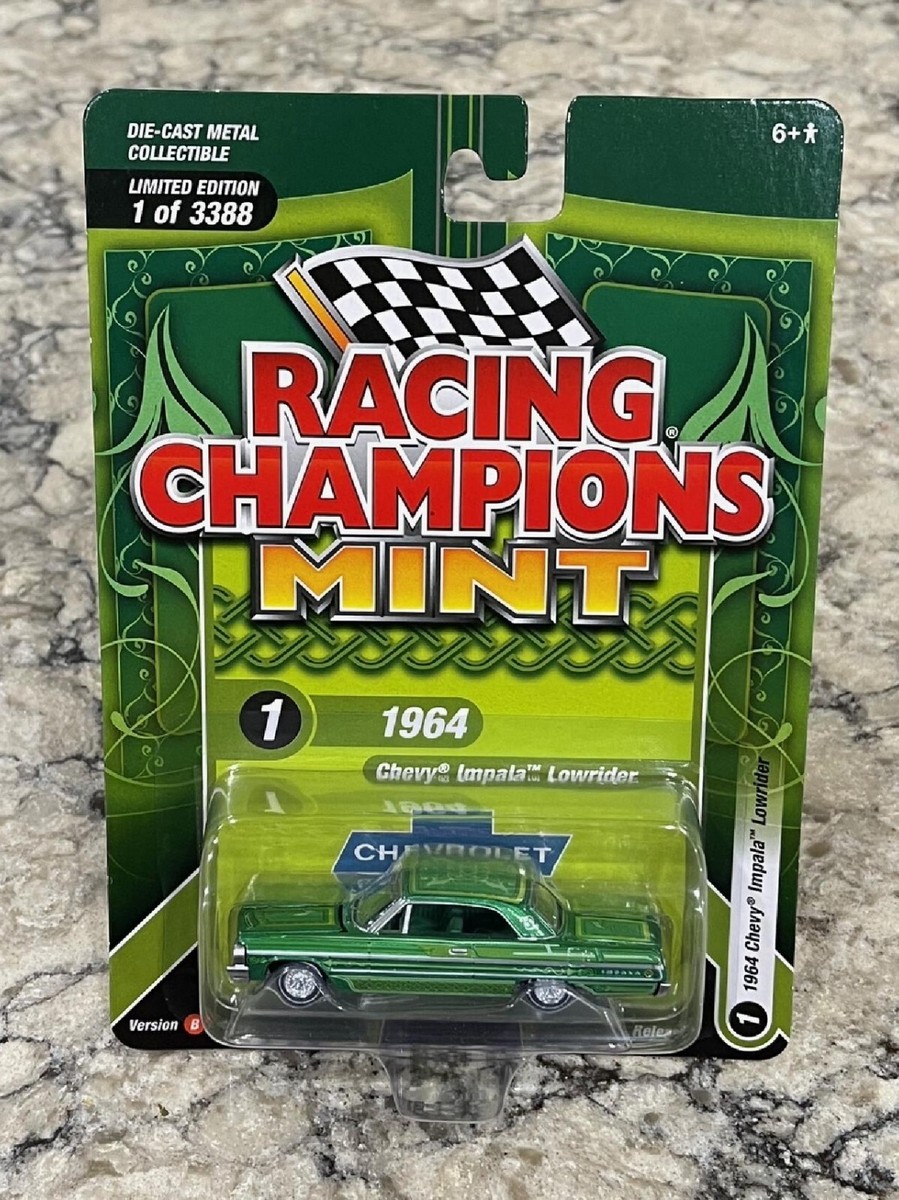 DIE-CAST METAL
COLLECTIBLE
LIMITED EDITION
1 of 3388
6+
RACING
CHAMPIONS®
MINT
1
1964
Chevy® Impala™ Lowrider
CHEVROLET
IMPALA
1 1964 Chevy® Impala™ Lowrider
Version B